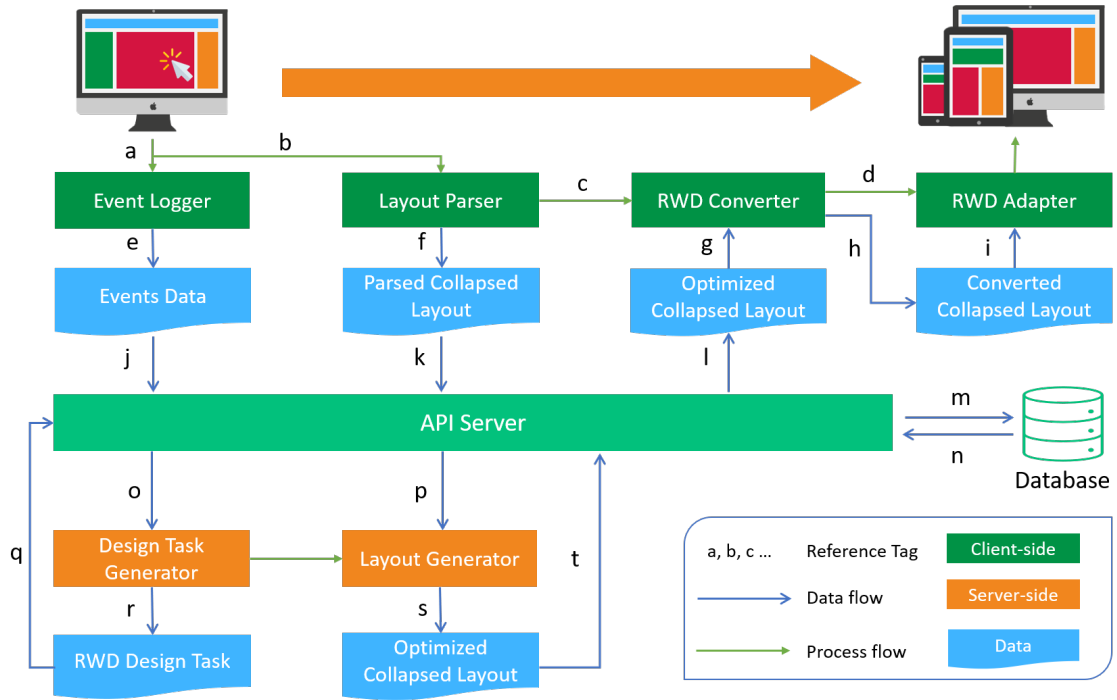 a
b
Event Logger
Layout Parser
c
RWD Converter
d
RWD Adapter
e
f
g
h
i
Events Data
Parsed Collapsed
Layout
Optimized
Collapsed Layout
Converted
Collapsed Layout
j
k
l
API Server
m
n
Database
o
p
q
Design Task
Generator
Layout Generator
t
r
s
RWD Design Task
Optimized
Collapsed Layout
a, b, c ...
Reference Tag
Client-side
Data flow
Server-side
Process flow
Data